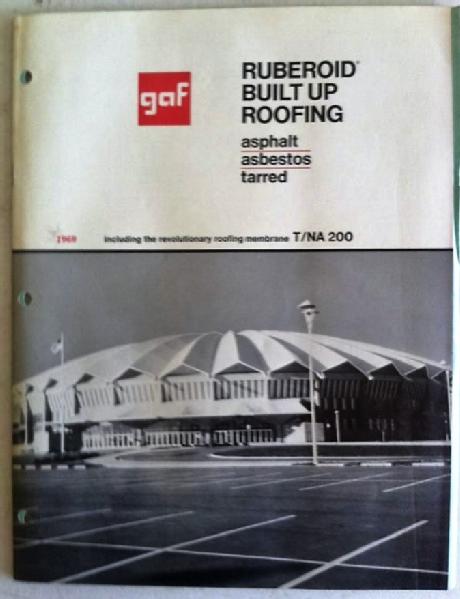 gaf
RUBEROID®
BUILT UP
ROOFING
asphalt
asbestos
tarred
1969
including the revolutionary roofing membrane T/NA 200